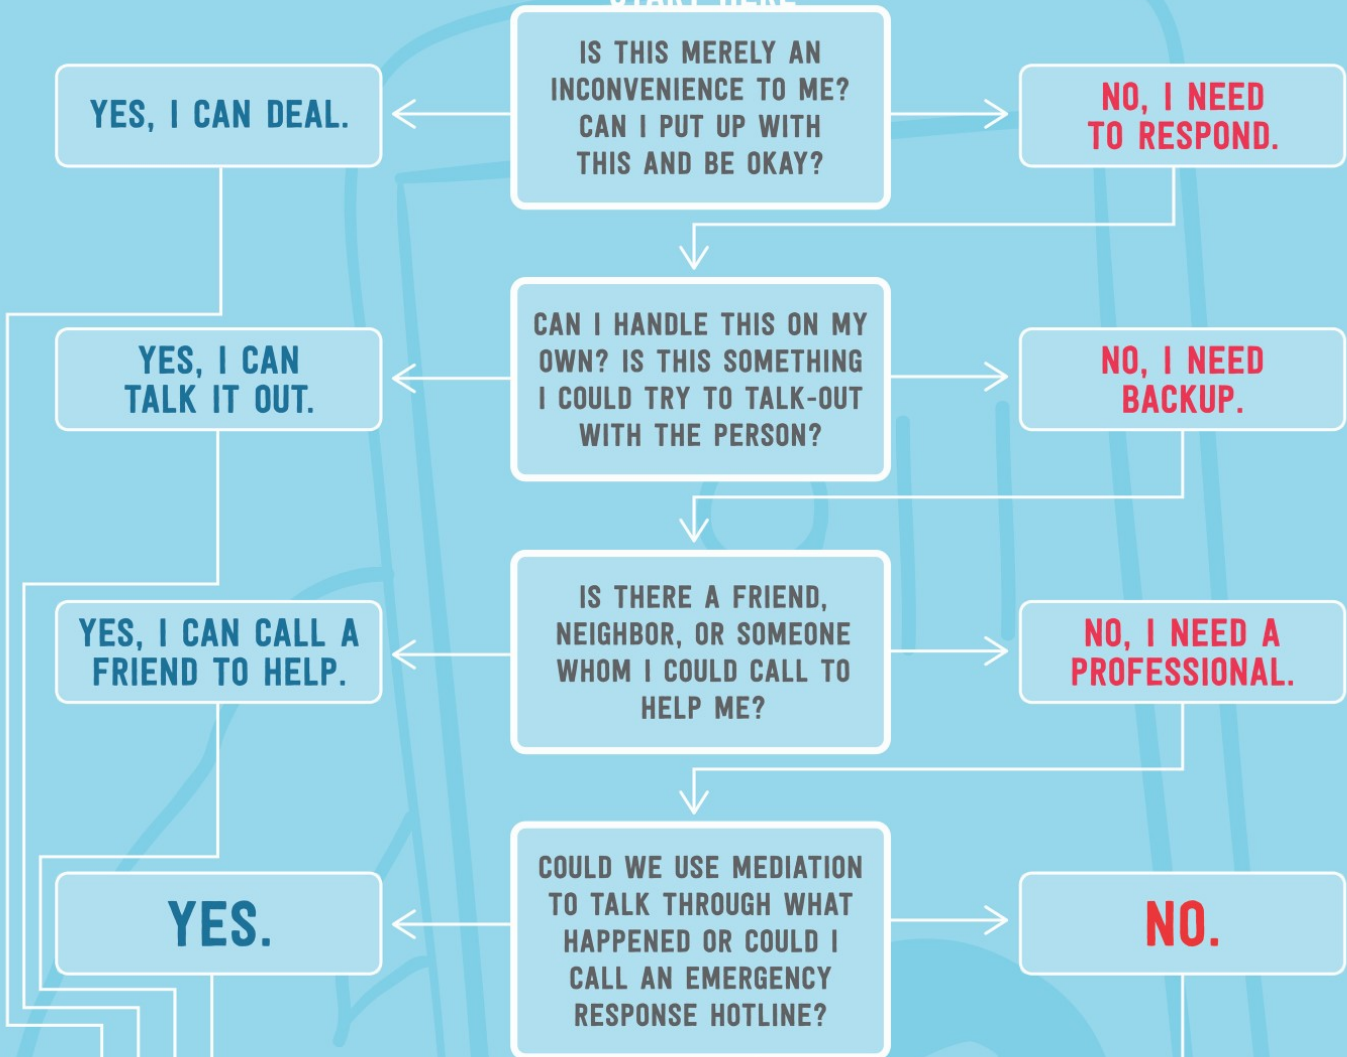 START HERE
IS THIS MERELY AN
INCONVENIENCE TO ME?
CAN I PUT UP WITH
THIS AND BE OKAY?
YES, I CAN DEAL.
NO, I NEED
TO RESPOND.
CAN I HANDLE THIS ON MY
OWN? IS THIS SOMETHING
I COULD TRY TO TALK-OUT
WITH THE PERSON?
YES, I CAN
TALK IT OUT.
NO, I NEED
BACKUP.
IS THERE A FRIEND,
NEIGHBOR, OR SOMEONE
WHOM I COULD CALL TO
HELP ME?
YES, I CAN CALL A
FRIEND TO HELP.
NO, I NEED A
PROFESSIONAL.
COULD WE USE MEDIATION
TO TALK THROUGH WHAT
HAPPENED OR COULD I
CALL AN EMERGENCY
RESPONSE HOTLINE?
YES.
NO.